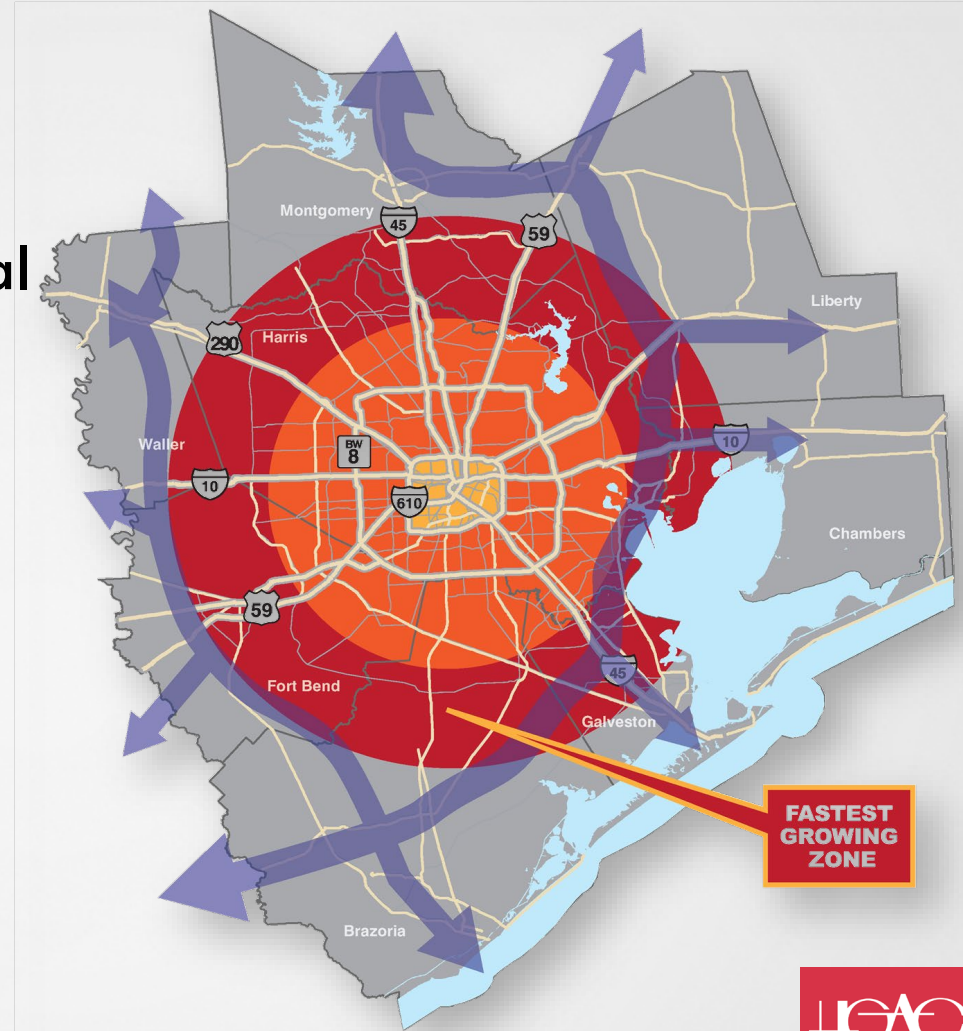 Montgomery
45
59
al
Liberty
290
Harris
Waller
BW
8
10
10
610
Chambers
59
Fort Bend
45
Galveston
FASTEST
GROWING
ZONE
Brazoria